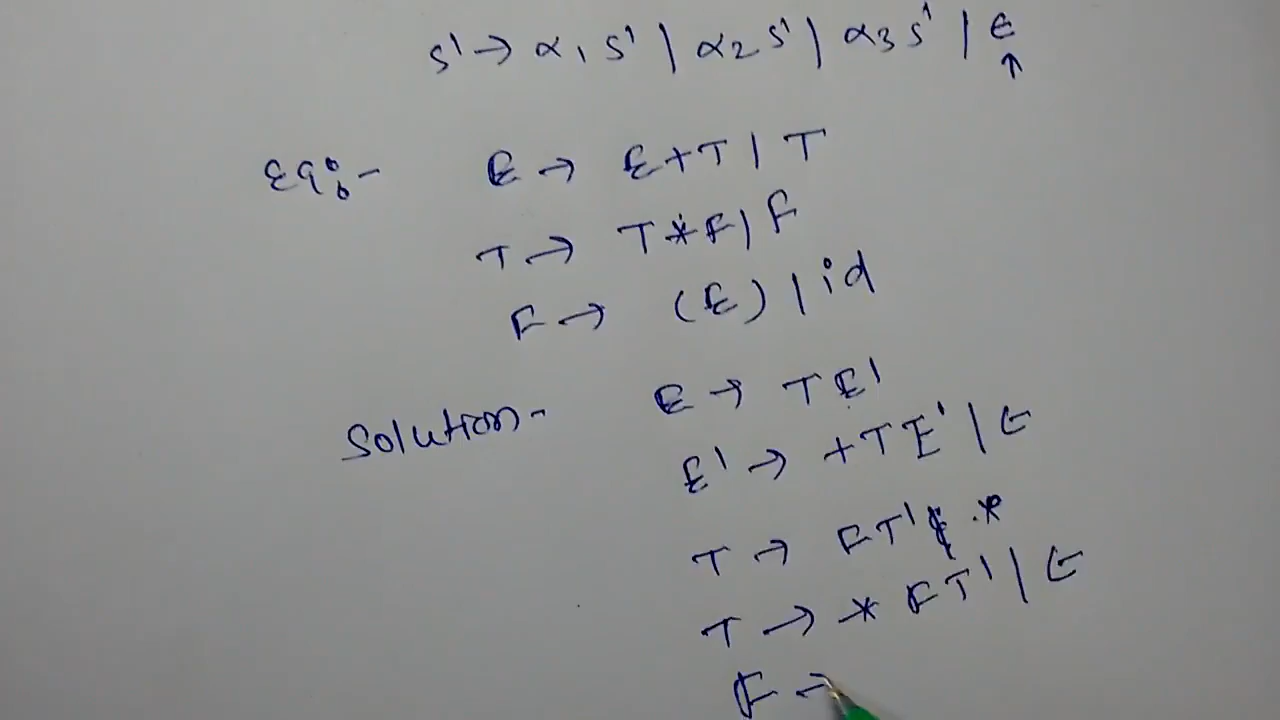 S' → α1 S' | α2 S' | α3 S' | ε
↑
Eg:- E → E+T | T
T → T*F | F
F → (E) | id
Solution- E → TE'
E' → +TE' | ε
T → FT' *
T → *FT' | ε
F →